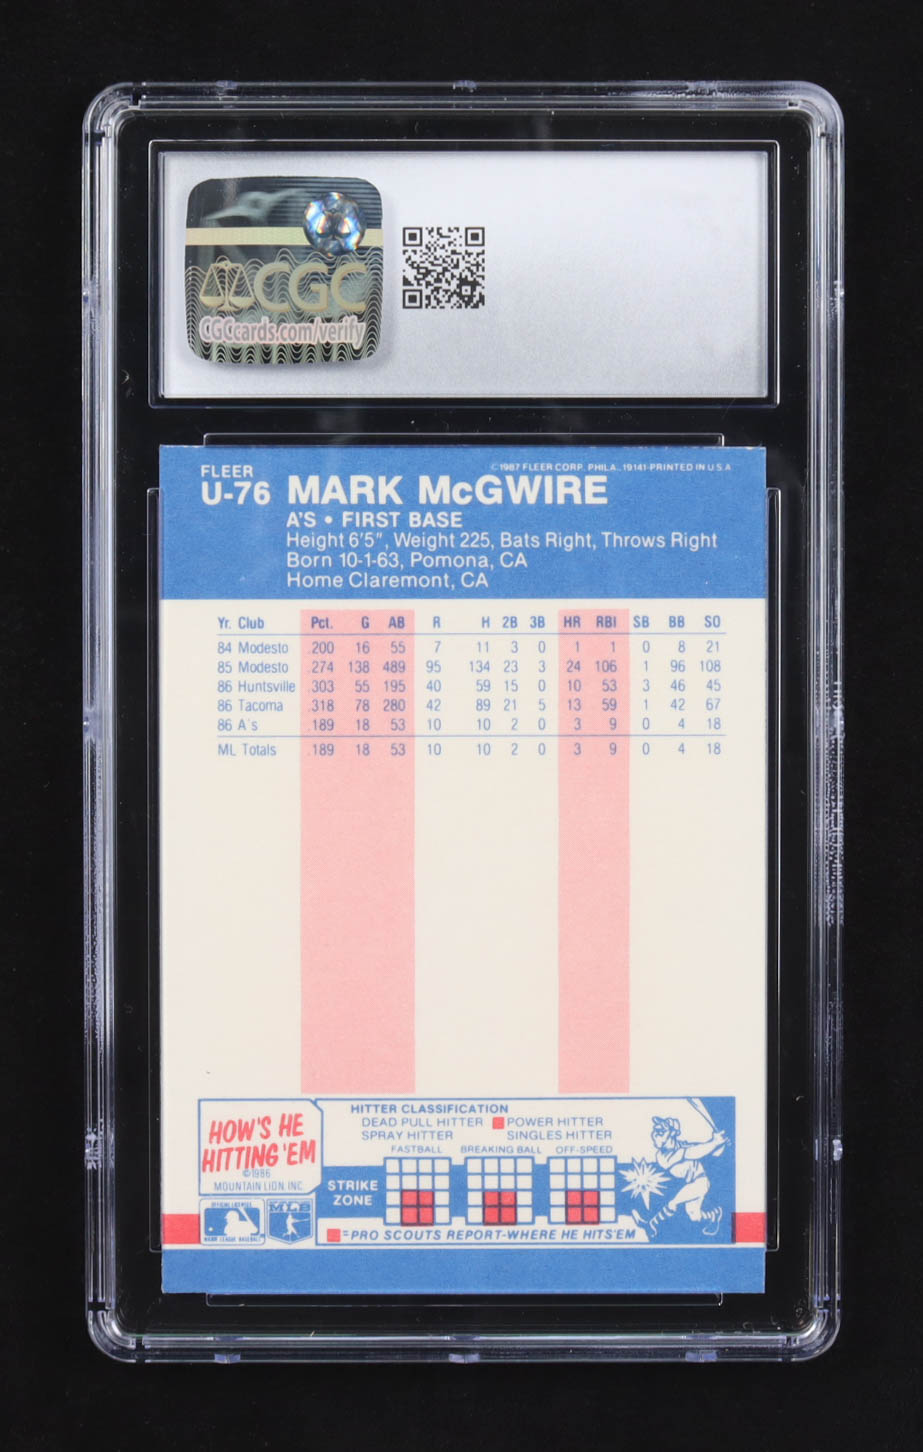 CGC
CGCcards.com/verify
FLEER
©1987 FLEER CORP. PHILA., 19141-PRINTED IN U.S.A
U-76 MARK McGWIRE
A'S • FIRST BASE
Height 6'5", Weight 225, Bats Right, Throws Right
Born 10-1-63, Pomona, CA
Home Claremont, CA
Yr. Club Pct. G AB R H 2B 3B HR RBI SB BB SO
84 Modesto .200 16 55 7 11 3 0 1 1 0 8 21
85 Modesto .274 138 489 95 134 23 3 24 106 1 96 108
86 Huntsville .303 55 195 40 59 15 0 10 53 3 46 45
86 Tacoma .318 78 280 42 89 21 5 13 59 1 42 67
86 A's .189 18 53 10 10 2 0 3 9 0 4 18
ML Totals .189 18 53 10 10 2 0 3 9 0 4 18
HOW'S HE
HITTING 'EM
©1986
MOUNTAIN LION, INC.
OFFICIAL LICENSEE
MAJOR LEAGUE BASEBALL
MLB
HITTER CLASSIFICATION
DEAD PULL HITTER POWER HITTER
SPRAY HITTER SINGLES HITTER
FASTBALL BREAKING BALL OFF-SPEED
STRIKE
ZONE
=PRO SCOUTS REPORT-WHERE HE HITS'EM